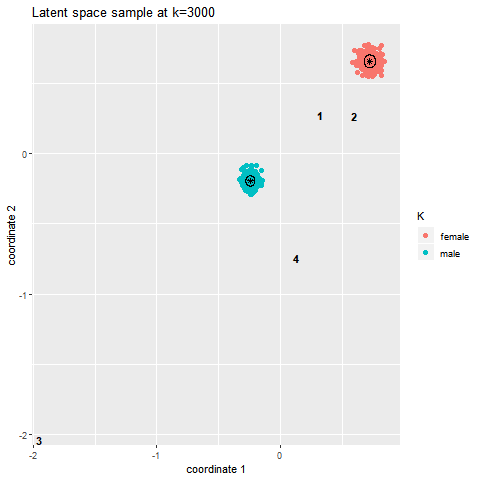 Latent space sample at k=3000
1
2
4
3
0
-1
-2
-2
-1
0
coordinate 1
coordinate 2
K
female
male